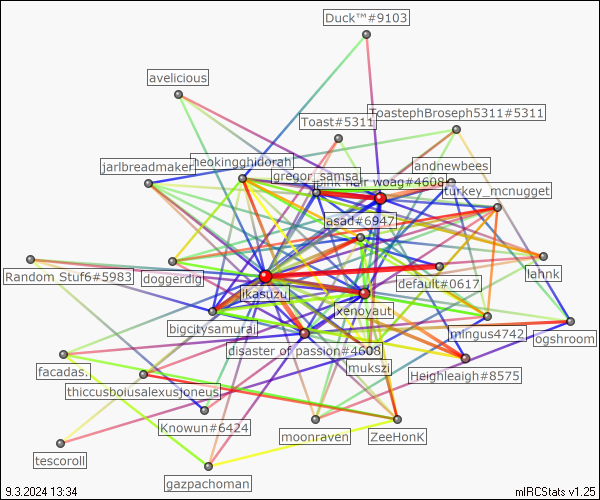 Duck™#9103
avelicious
ToastephBroseph5311#5311
Toast#5311
neokingghidorah
jarlbreadmaker
andnewbees
gregor_samsa
woag#4608
turkey_mcnugget
asad#6947
lahnk
Random Stuf6#5983
doggerdig
default#0617
ikasuzu
xenoyaut
bigcitysamurai
mingus4742
ogshroom
disaster of passion#4608
mukszi
facadas.
Heighleaigh#8575
thiccusboiusalexusjoneus
Knowun#6424
moonraven
ZeeHonK
tescoroll
gazpachoman
9.3.2024 13:34
mIRCStats v1.25